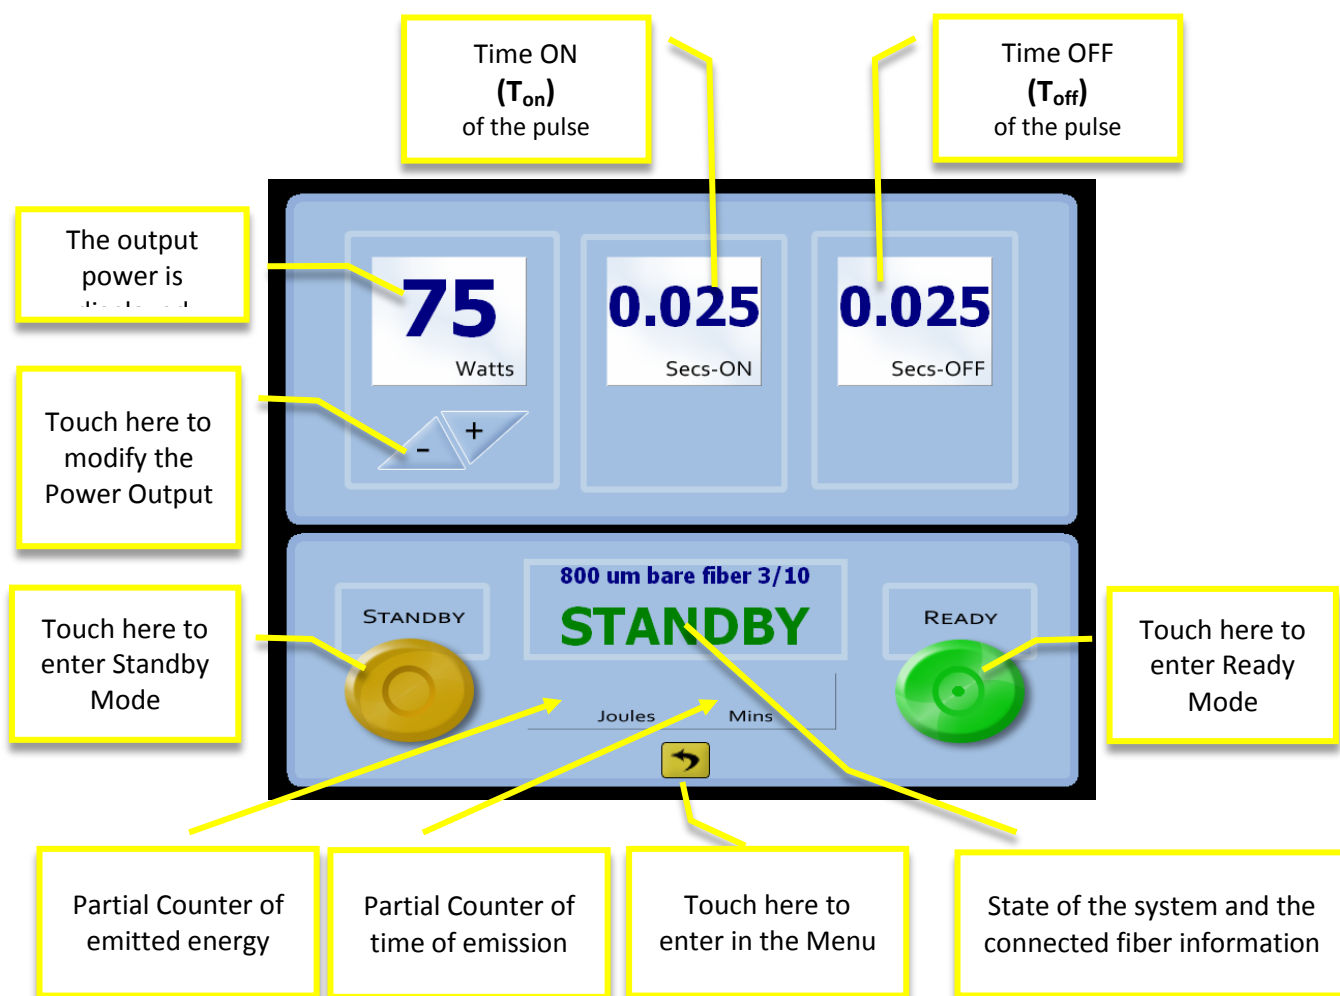 Time ON
(Ton)
of the pulse
Time OFF
(Toff)
of the pulse
The output
power is
75
Watts
0.025
Secs-ON
0.025
Secs-OFF
Touch here to
modify the
Power Output
-
+
800 um bare fiber 3/10
STANDBY
STANDBY
READY
Touch here to
enter Standby
Mode
Touch here to
enter Ready
Mode
Joules
Mins
Partial Counter of
emitted energy
Partial Counter of
time of emission
Touch here to
enter in the Menu
State of the system and the
connected fiber information